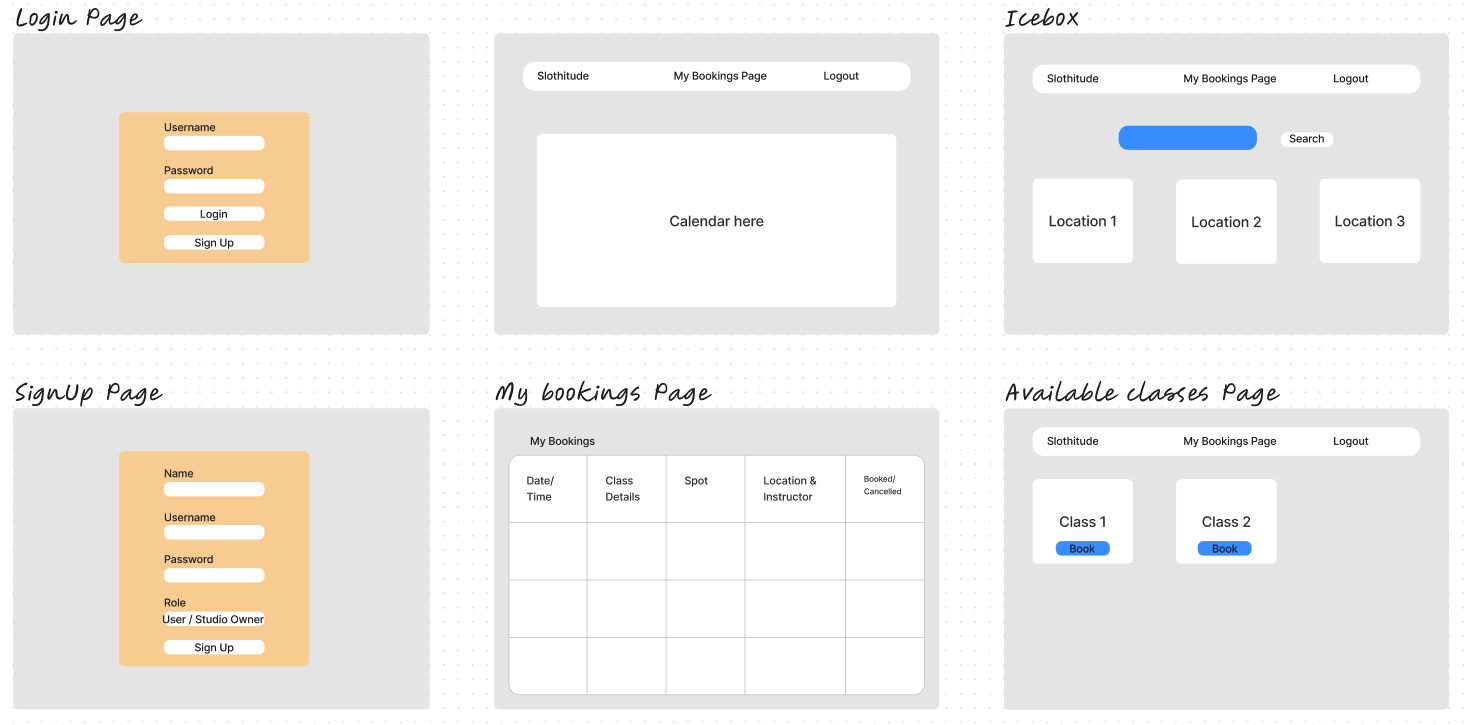 Login Page
Username
Password
Login
Sign Up
Slothitude My Bookings Page Logout
Calendar here
Icebox
Slothitude My Bookings Page Logout
Search
Location 1 Location 2 Location 3
SignUp Page
Name
Username
Password
Role
User / Studio Owner
Sign Up
My bookings Page
My Bookings
Date/
Time
Class
Details
Spot
Location &
Instructor
Booked/
Cancelled
Available classes Page
Slothitude My Bookings Page Logout
Class 1
Book
Class 2
Book